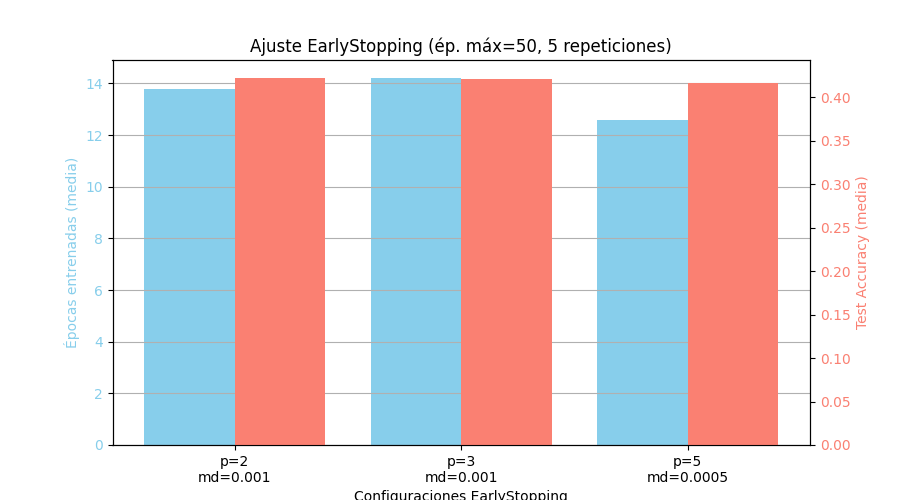 Ajuste EarlyStopping (ép. máx=50, 5 repeticiones)
Épocas entrenadas (media)
14
12
10
8
6
4
2
0
0.40
0.35
0.30
0.25
0.20
0.15
0.10
0.05
0.00
Test Accuracy (media)
p=2
md=0.001
p=3
md=0.001
p=5
md=0.0005
Configuraciones EarlyStopping